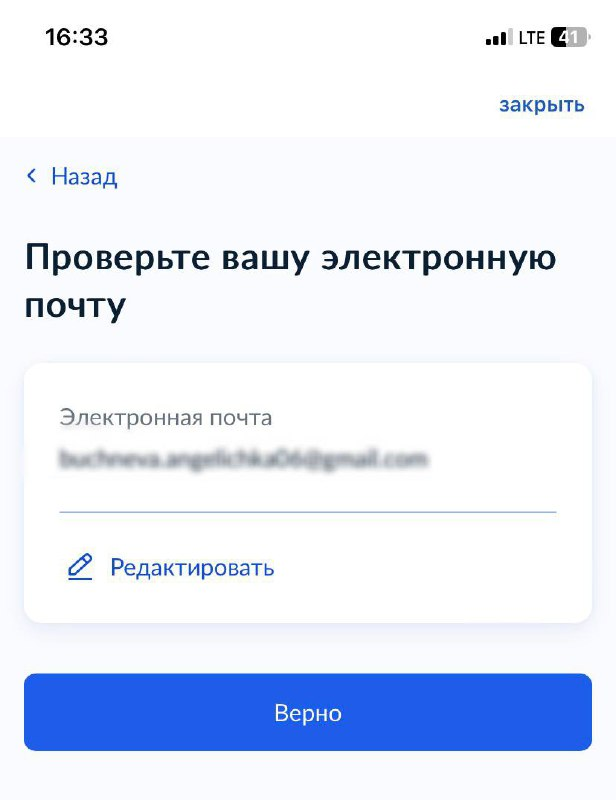 16:33
LTE 41
закрыть
Назад
Проверьте вашу электронную
почту
Электронная почта
Редактировать
Верно